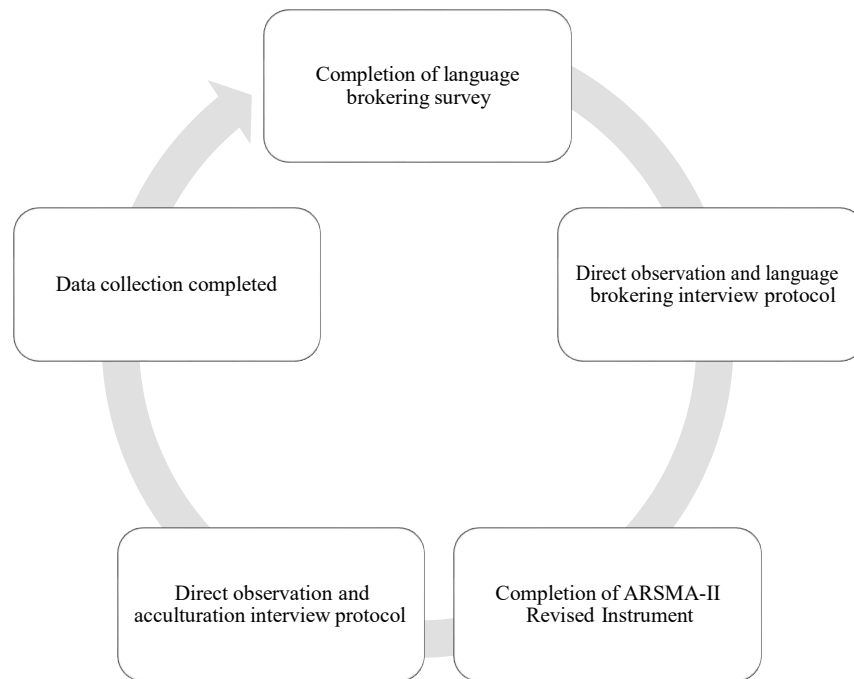 Completion of language
brokering survey
Direct observation and language
brokering interview protocol
Completion of ARSMA-II
Revised Instrument
Direct observation and
acculturation interview protocol
Data collection completed